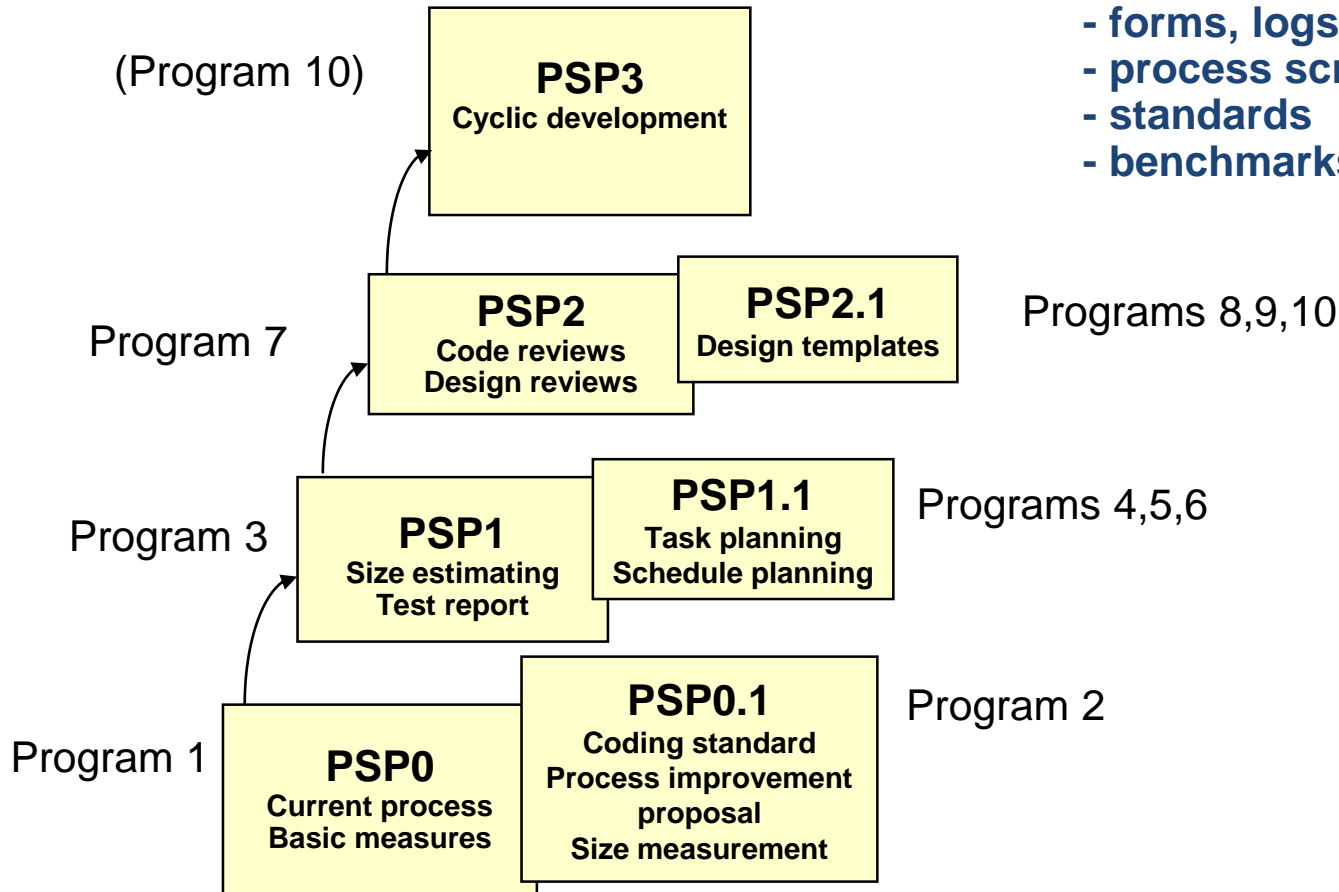 - forms, logs
- process scr
- standards
- benchmarks
(Program 10)
PSP3
Cyclic development
Program 7
PSP2
Code reviews
Design reviews
PSP2.1
Design templates
Programs 8,9,10
Program 3
PSP1
Size estimating
Test report
PSP1.1
Task planning
Schedule planning
Programs 4,5,6
Program 1
PSP0
Current process
Basic measures
PSP0.1
Coding standard
Process improvement
proposal
Size measurement
Program 2